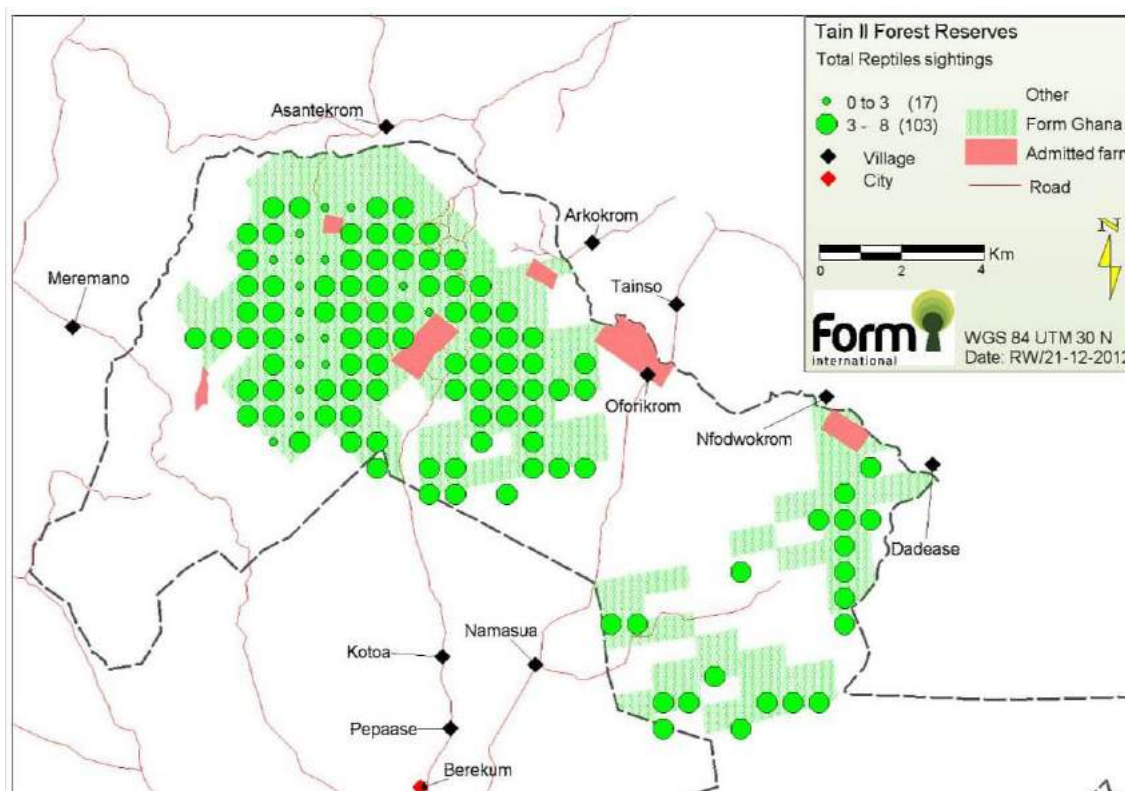 Tain II Forest Reserves
Total Reptiles sightings
0 to 3 (17)
3 - 8 (103)
Village
City
Other
Form Ghana
Admitted farm
Road
N
Km
0 2 4
Form
international
WGS 84 UTM 30 N
Date: RW/21-12-2012
Asantekrom
Arkokrom
Meremano
Tainso
Oforikrom
Nfodwokrom
Dadease
Namasua
Kotoa
Pepaase
Berekum